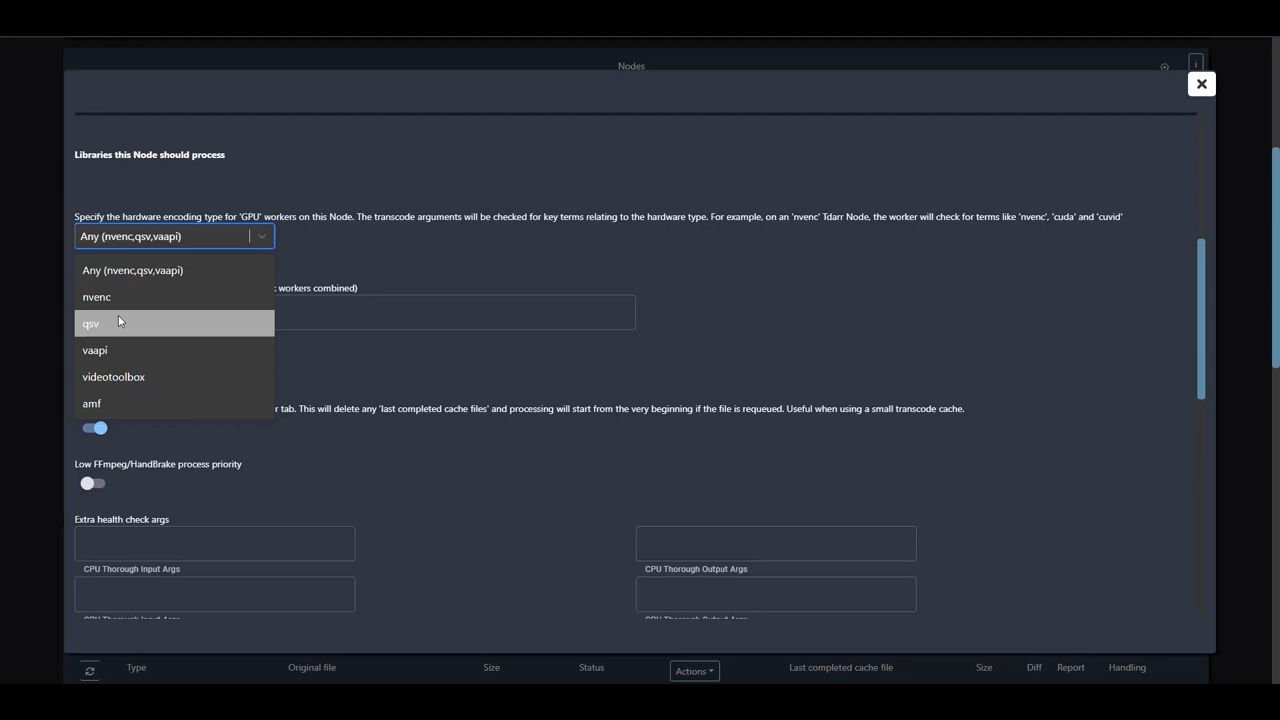 Nodes
i
Libraries this Node should process
Specify the hardware encoding type for 'GPU' workers on this Node. The transcode arguments will be checked for key terms relating to the hardware type. For example, on an 'nvenc' Tdarr Node, the worker will check for terms like 'nvenc', 'cuda' and 'cuvid'
Any (nvenc,qsv,vaapi)
Any (nvenc,qsv,vaapi)
workers combined)
nvenc
qsv
vaapi
videotoolbox
amf
tab. This will delete any 'last completed cache files' and processing will start from the very beginning if the file is requeued. Useful when using a small transcode cache.
Low FFmpeg/HandBrake process priority
Extra health check args
CPU Thorough Input Args
CPU Thorough Output Args
Type
Original file
Size
Status
Actions
Last completed cache file
Size
Diff
Report
Handling